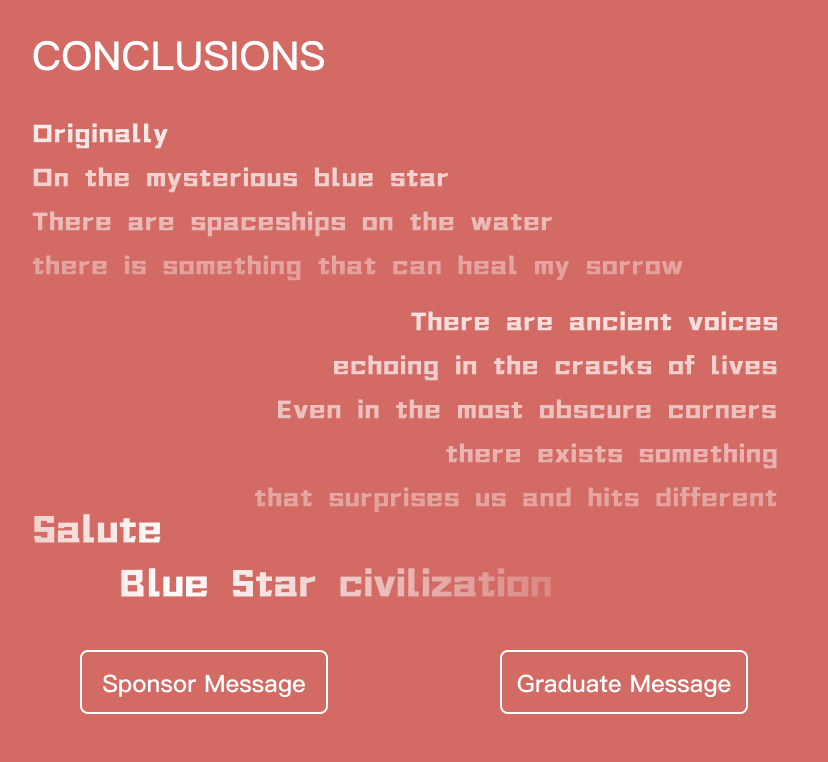 CONCLUSIONS
Originally
On the mysterious blue star
There are spaceships on the water
there is something that can heal my sorrow
There are ancient voices
echoing in the cracks of lives
Even in the most obscure corners
there exists something
that surprises us and hits different
Salute
Blue Star civilization
Sponsor Message
Graduate Message